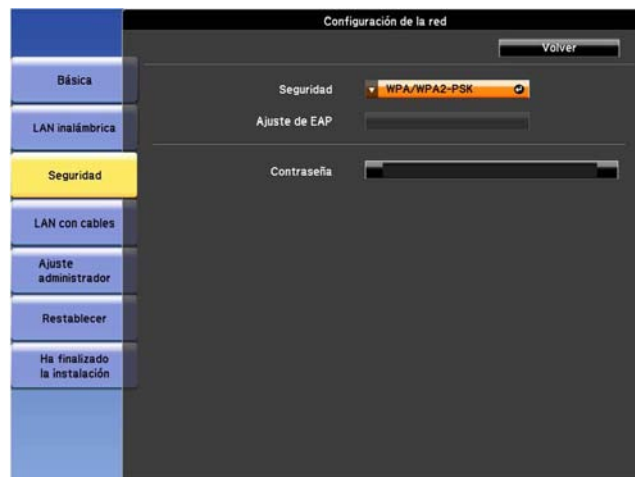 Configuración de la red
Volver
Básica
LAN inalámbrica
Seguridad
LAN con cables
Ajuste
administrador
Restablecer
Ha finalizado
la instalación
Seguridad WPA/WPA2-PSK
Ajuste de EAP
Contraseña